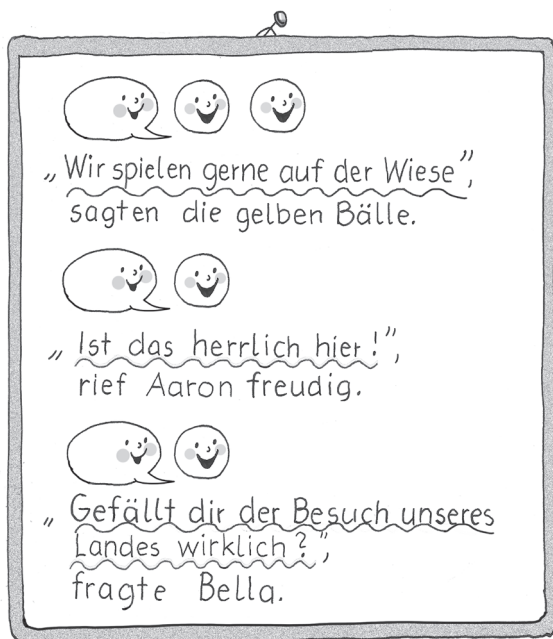 „Wir spielen gerne auf der Wiese”,
sagten die gelben Bälle.
„Ist das herrlich hier!”,
rief Aaron freudig.
„Gefällt dir der Besuch unseres
Landes wirklich?”,
fragte Bella.